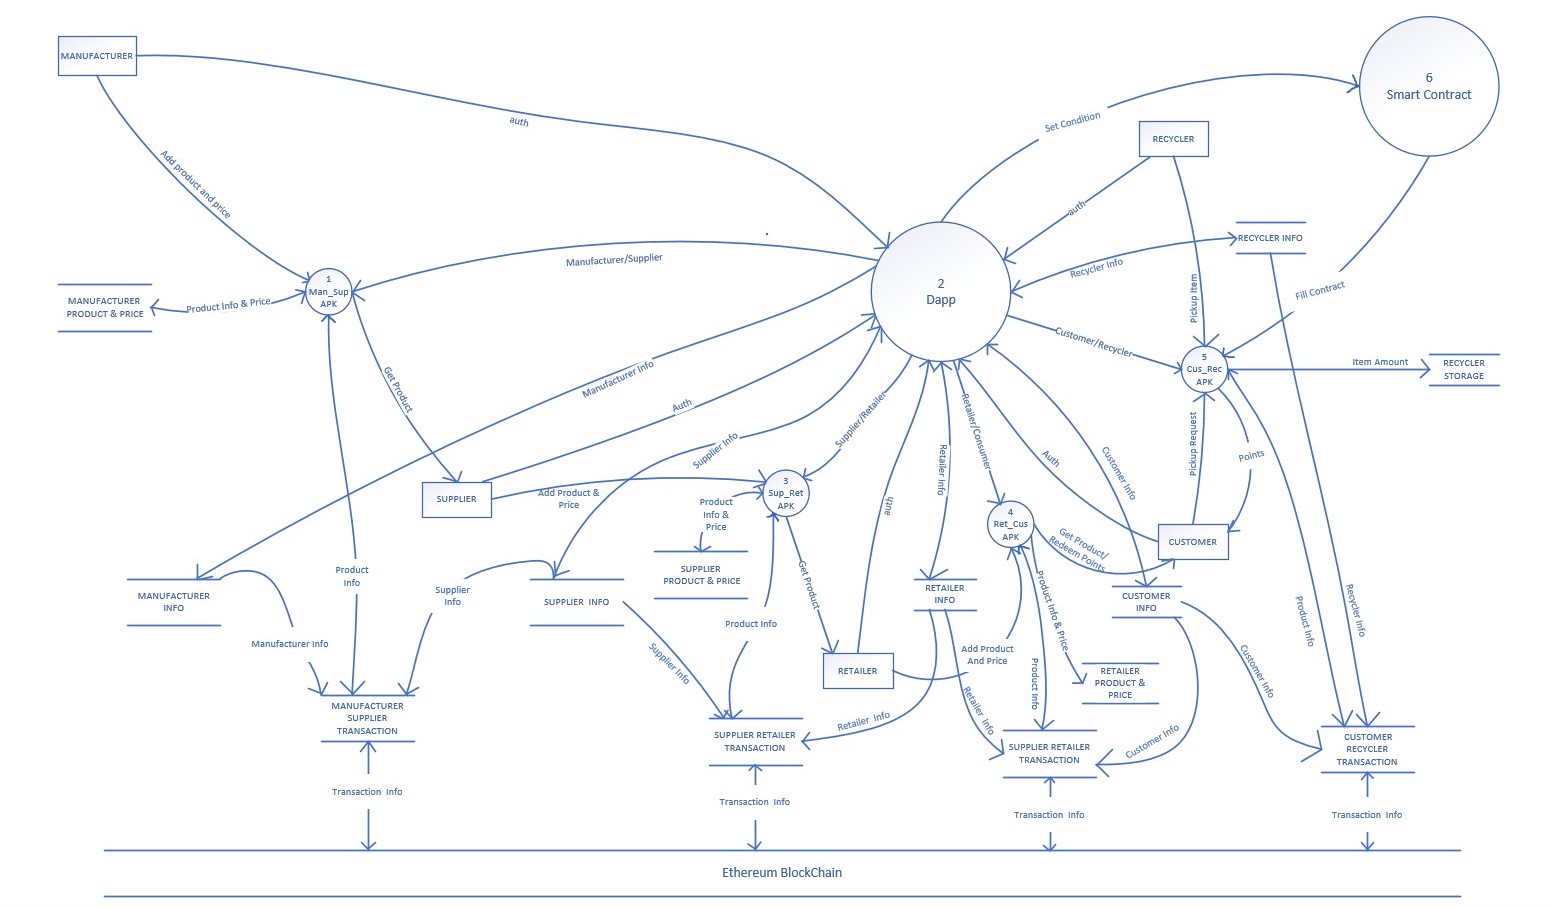 MANUFACTURER
6
Smart Contract
auth
Set Condition
RECYCLER
Add product and price
auth
RECYCLER INFO
Manufacturer/Supplier
Recycler Info
1
Man_Sup
APK
2
Dapp
Pickup Item
Fill Contract
MANUFACTURER
PRODUCT & PRICE
Product Info & Price
Customer/Recycler
5
Cus_Rec
APK
Item Amount
RECYCLER
STORAGE
Get Product
Manufacturer Info
Auth
Supplier Info
Supplier/Retailer
Retailer/Consumer
Retailer Info
Auth
Customer Info
Pickup Request
Points
SUPPLIER
Add Product &
Price
3
Sup_Ret
APK
Product
Info &
Price
auth
4
Ret_Cus
APK
Get Product/
Redeem Points
CUSTOMER
Product
Info
SUPPLIER
PRODUCT & PRICE
Get Product
MANUFACTURER
INFO
Supplier
Info
SUPPLIER INFO
RETAILER
INFO
Product Info & Price
CUSTOMER
INFO
Product Info
Recycler Info
Manufacturer Info
Product Info
Supplier Info
RETAILER
Add Product
And Price
Product Info
RETAILER
PRODUCT &
PRICE
Customer Info
MANUFACTURER
SUPPLIER
TRANSACTION
Retailer Info
Retailer Info
SUPPLIER RETAILER
TRANSACTION
SUPPLIER RETAILER
TRANSACTION
Customer Info
CUSTOMER
RECYCLER
TRANSACTION
Transaction Info
Transaction Info
Transaction Info
Transaction Info
Ethereum BlockChain